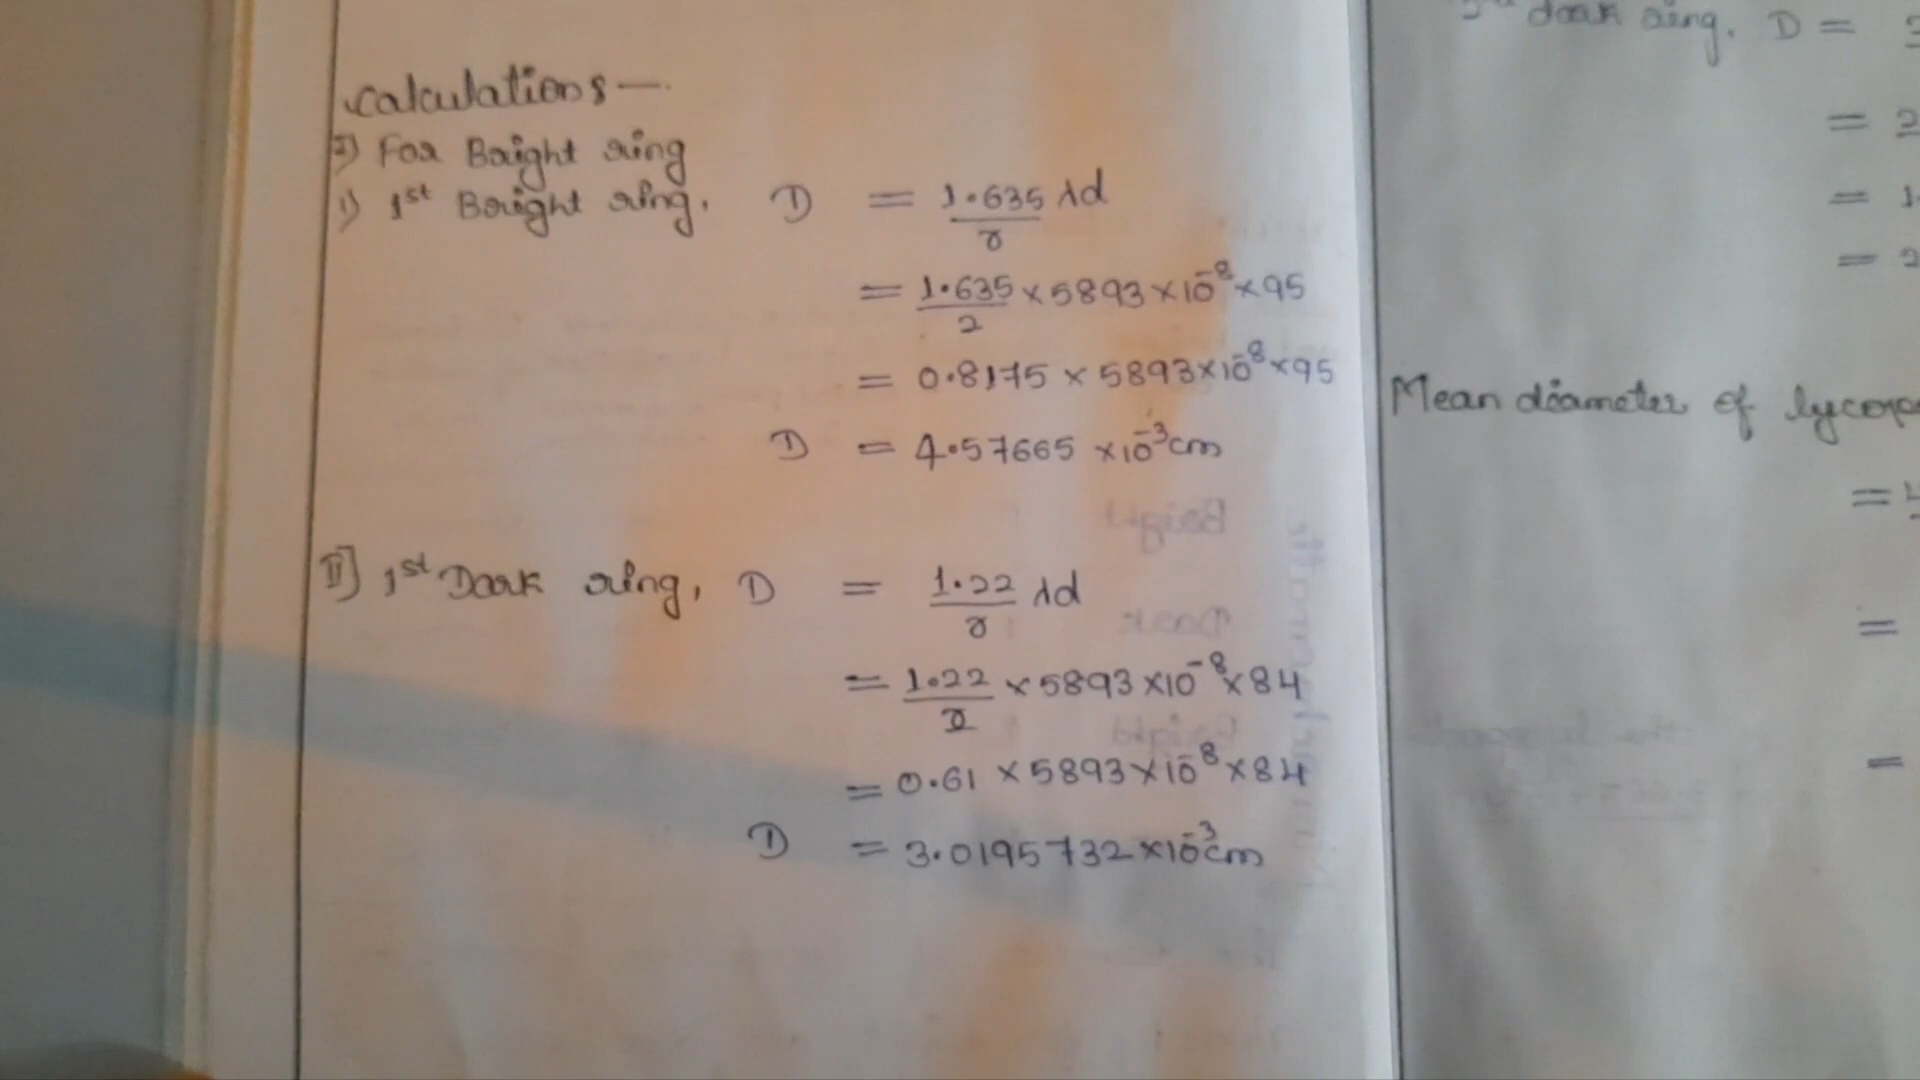 Calculations —
I) For Bright ring
1) 1st Bright ring, D = 1.635/r λd
= 1.635/2 × 5893 × 10^-8 × 95
= 0.8175 × 5893 × 10^-8 × 95
D = 4.57665 × 10^-3 cm
II] 1st Dark ring, D = 1.22/r λd
= 1.22/2 × 5893 × 10^-8 × 84
= 0.61 × 5893 × 10^-8 × 84
D = 3.0195732 × 10^-3 cm
dark ring, D =
=
= 1.
= 2
Mean diameter of
=
=
=